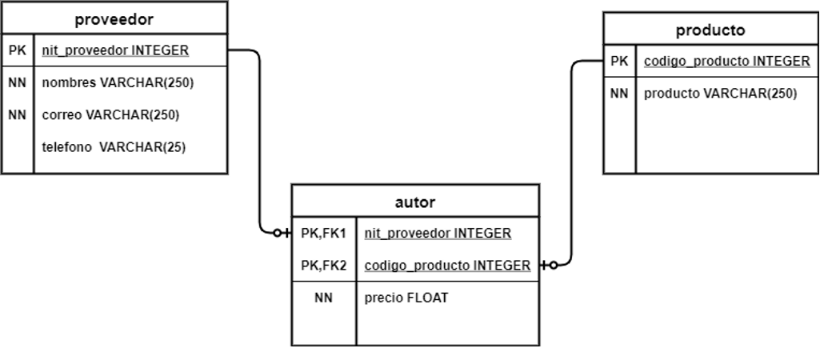 proveedor
PK nit_proveedor INTEGER
NN nombres VARCHAR(250)
NN correo VARCHAR(250)
telefono VARCHAR(25)
producto
PK codigo_producto INTEGER
NN producto VARCHAR(250)
autor
PK,FK1 nit_proveedor INTEGER
PK,FK2 codigo_producto INTEGER
NN precio FLOAT